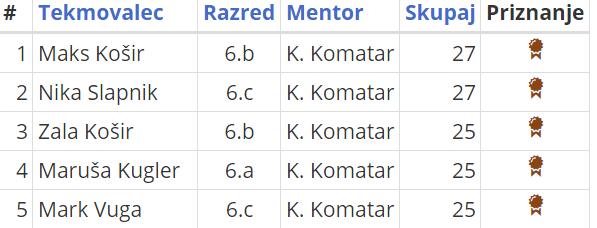 # Tekmovalec Razred Mentor Skupaj Priznanje
1 Maks Košir 6.b K. Komatar 27
2 Nika Slapnik 6.c K. Komatar 27
3 Zala Košir 6.b K. Komatar 25
4 Maruša Kugler 6.a K. Komatar 25
5 Mark Vuga 6.c K. Komatar 25